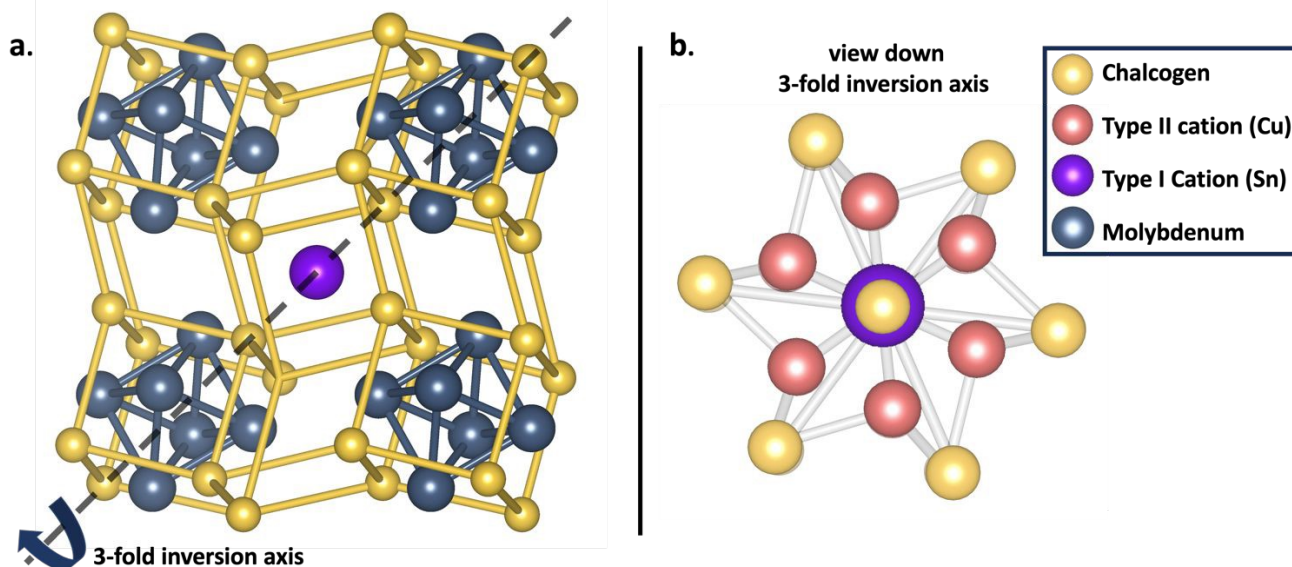 a.
3-fold inversion axis
b.
view down
3-fold inversion axis
Chalcogen
Type II cation (Cu)
Type I Cation (Sn)
Molybdenum